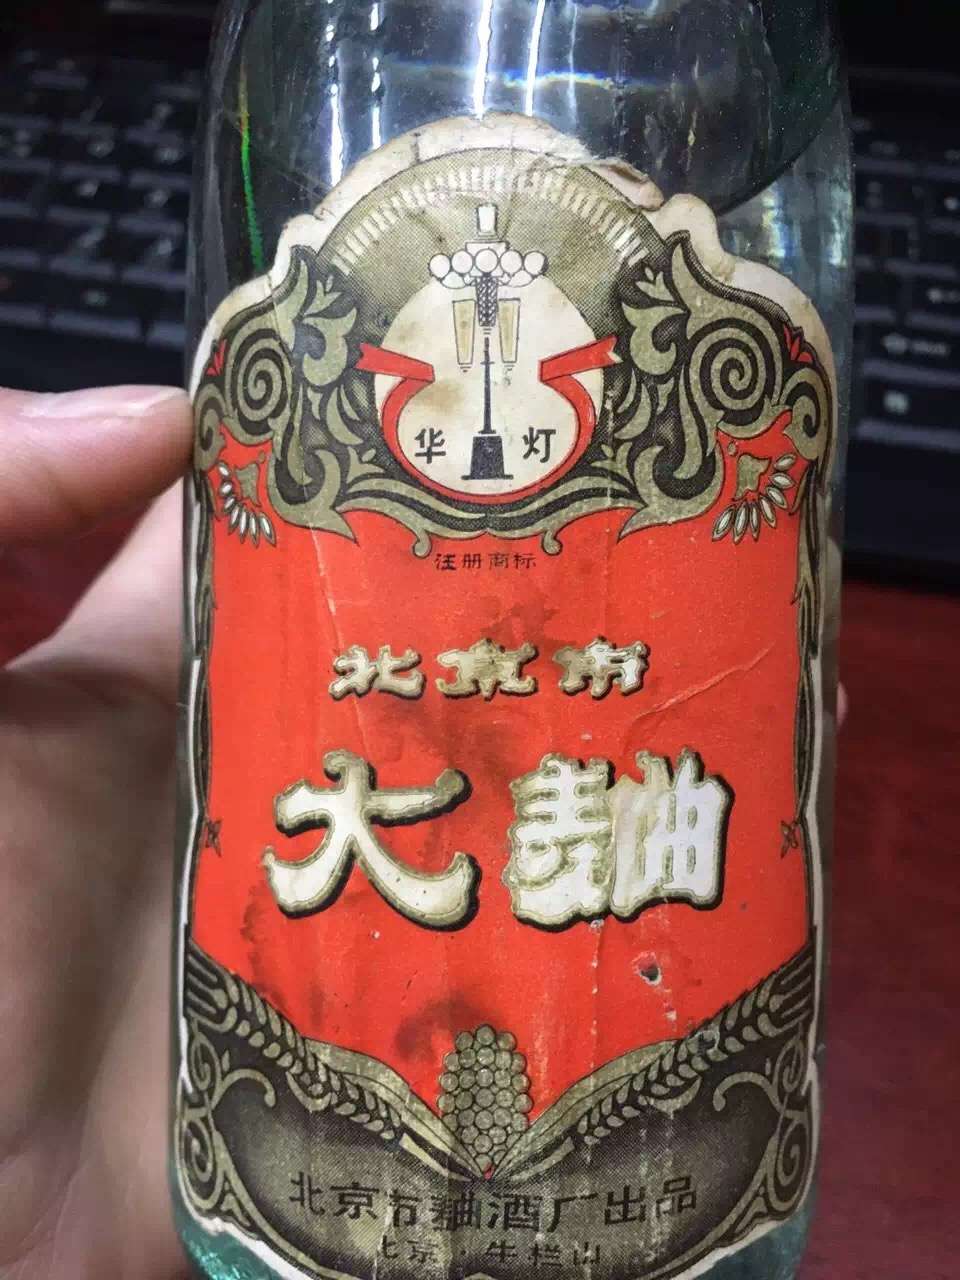 华 灯
注册商标
北京市
大麯
北京市麯酒厂出品
北京·牛栏山